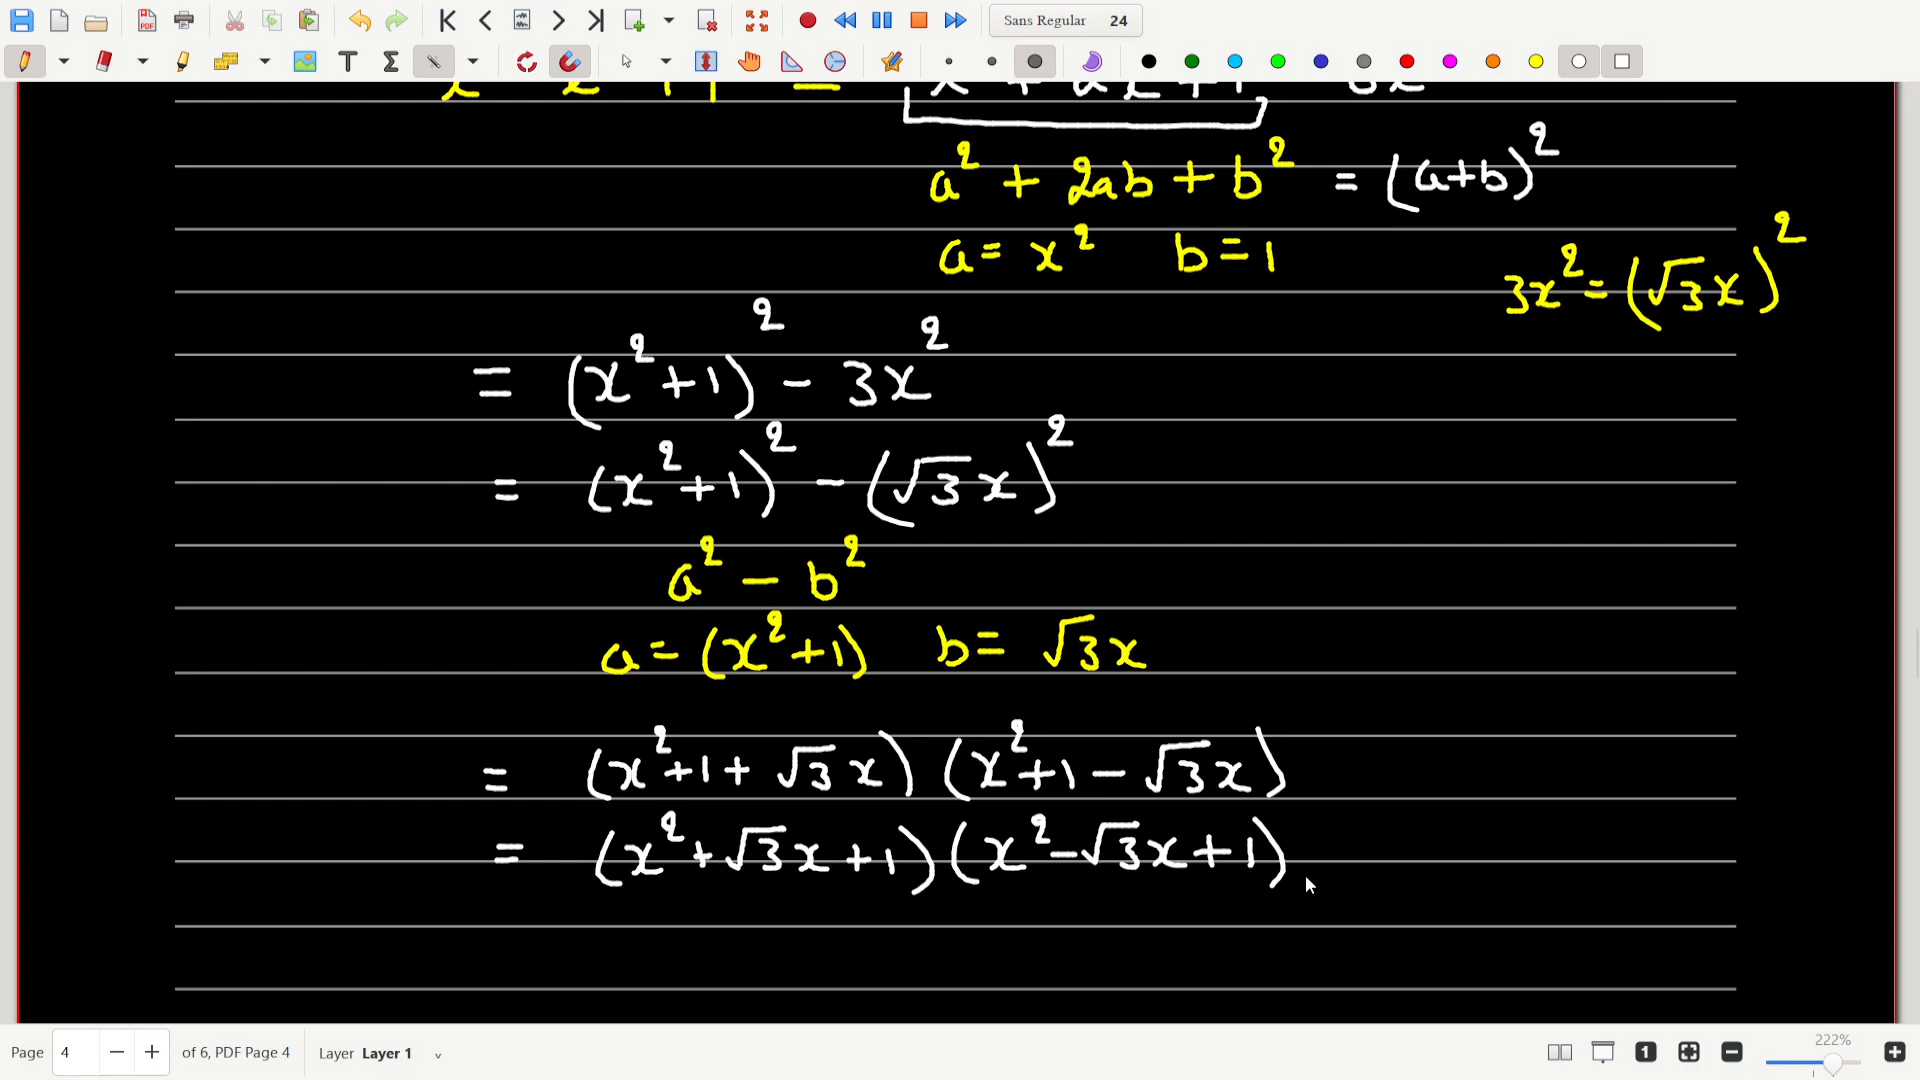 Sans Regular 24
a² + 2ab + b² = (a+b)²
a = x² b = 1
3x² = (√3x)²
= (x²+1)² - 3x²
= (x²+1)² - (√3x)²
a² - b²
a = (x²+1) b = √3x
= (x²+1+√3x) (x²+1-√3x)
= (x²+√3x+1)(x²-√3x+1)
Page 4 of 6, PDF Page 4 Layer Layer 1 222%